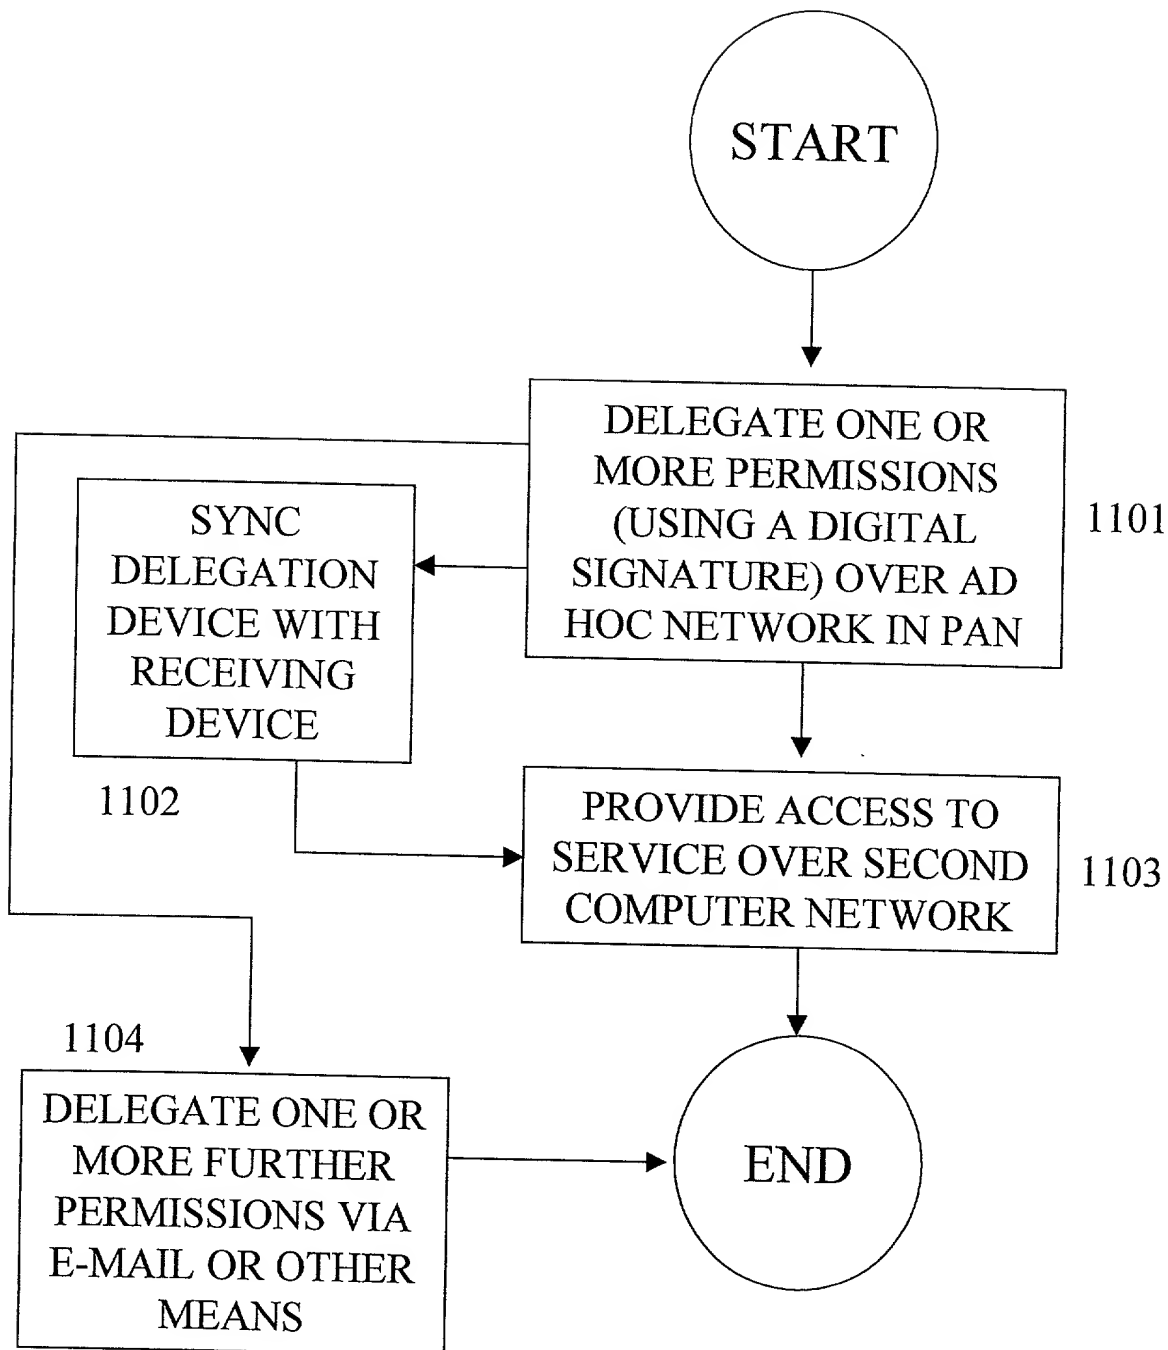 START
DELEGATE ONE OR
MORE PERMISSIONS
(USING A DIGITAL
SIGNATURE) OVER AD
HOC NETWORK IN PAN
1101
SYNC
DELEGATION
DEVICE WITH
RECEIVING
DEVICE
1102
PROVIDE ACCESS TO
SERVICE OVER SECOND
COMPUTER NETWORK
1103
1104
DELEGATE ONE OR
MORE FURTHER
PERMISSIONS VIA
E-MAIL OR OTHER
MEANS
END